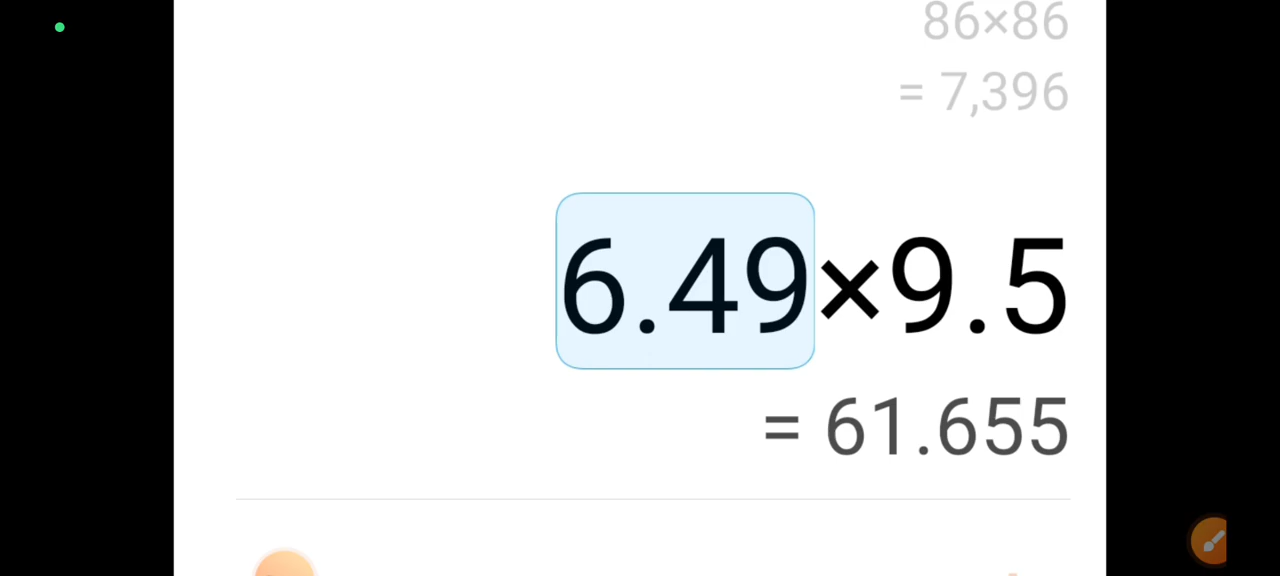 86×86
= 7,396
6.49×9.5
= 61.655